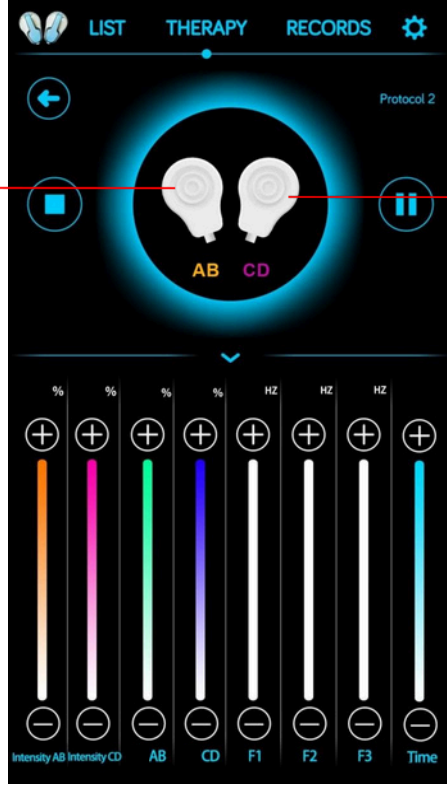 LIST THERAPY RECORDS
Protocol 2
AB CD
% % % % HZ HZ HZ
Intensity AB Intensity CD AB CD F1 F2 F3 Time